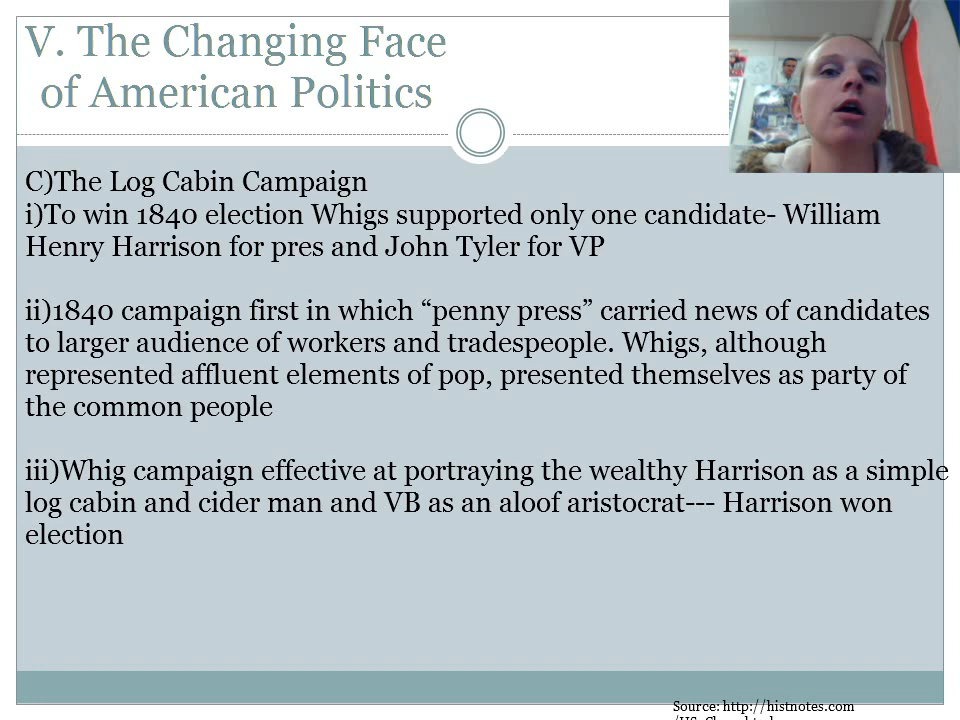 V. The Changing Face
of American Politics
C)The Log Cabin Campaign
i)To win 1840 election Whigs supported only one candidate- William
Henry Harrison for pres and John Tyler for VP
ii)1840 campaign first in which “penny press” carried news of candidates
to larger audience of workers and tradespeople. Whigs, although
represented affluent elements of pop, presented themselves as party of
the common people
iii)Whig campaign effective at portraying the wealthy Harrison as a simple
log cabin and cider man and VB as an aloof aristocrat--- Harrison won
election
Source: http://histnotes.com